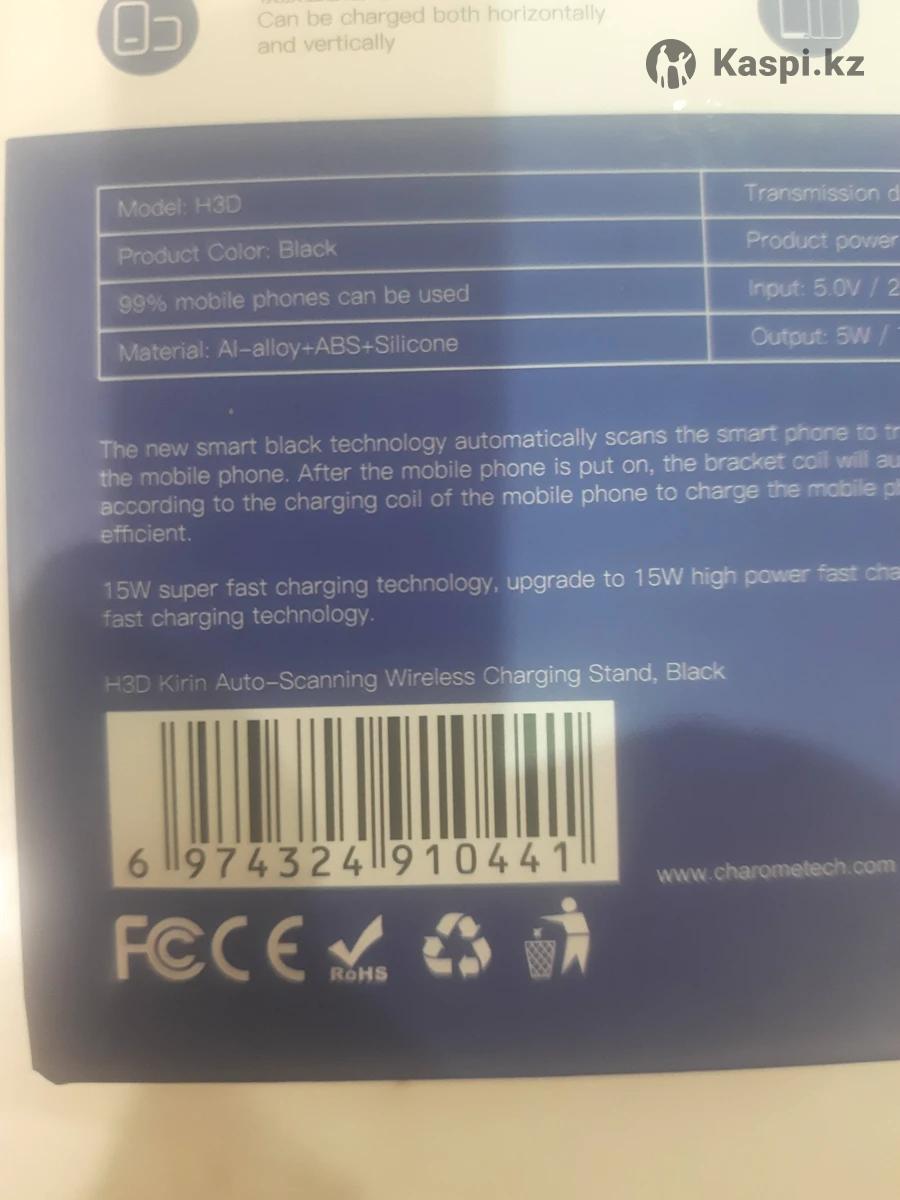 Can be charged both horizontally
and vertically
Kaspi.kz
Model: H3D
Transmission d
Product Color: Black
Product power
99% mobile phones can be used
Input: 5.0V / 2
Material: Al-alloy+ABS+Silicone
Output: 5W /
The new smart black technology automatically scans the smart phone to tr
the mobile phone. After the mobile phone is put on, the bracket coil will au
according to the charging coil of the mobile phone to charge the mobile ph
efficient.
15W super fast charging technology, upgrade to 15W high power fast cha
fast charging technology.
H3D Kirin Auto-Scanning Wireless Charging Stand, Black
6 974324 910441
www.charometech.com
FC CE RoHS